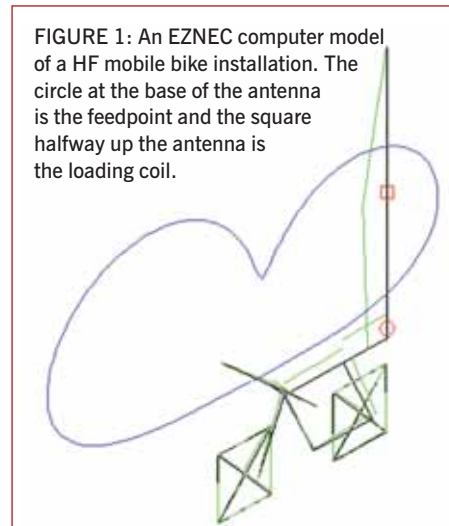 FIGURE 1: An EZNEC computer model
of a HF mobile bike installation. The
circle at the base of the antenna
is the feedpoint and the square
halfway up the antenna is
the loading coil.